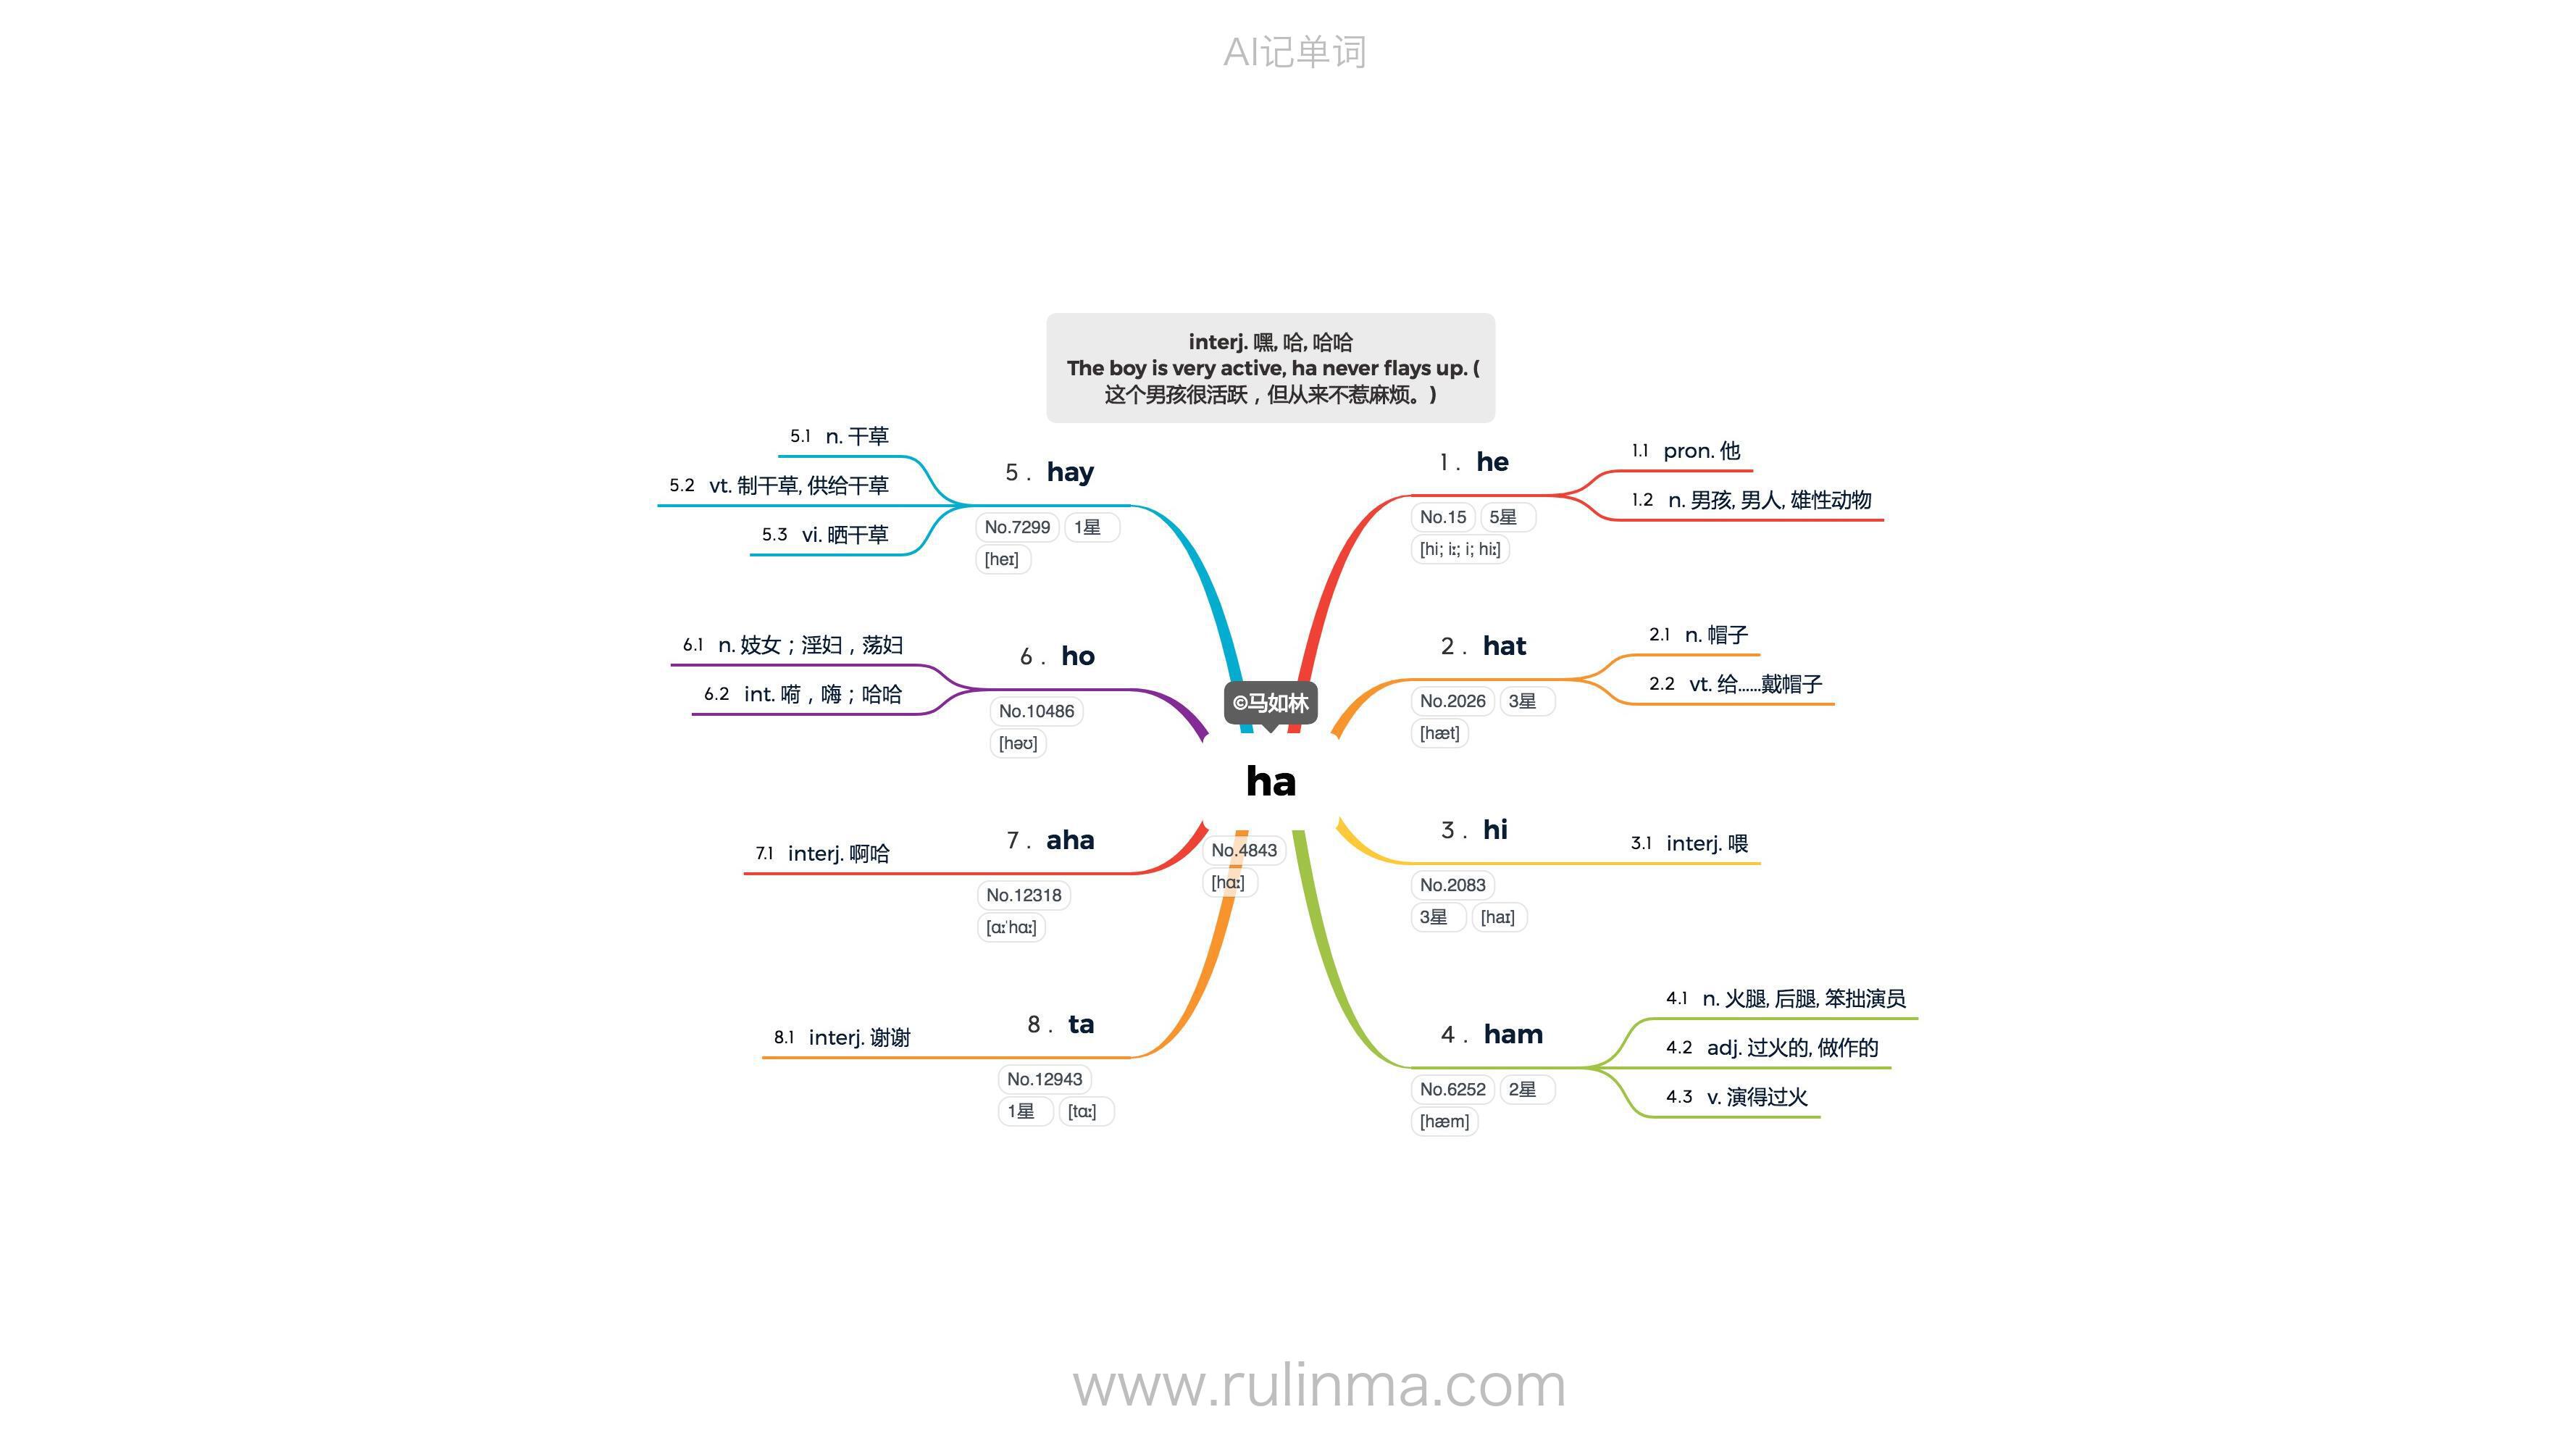 AI记单词
interj. 嘿, 哈, 哈哈
The boy is very active, ha never flays up. (
这个男孩很活跃，但从来不惹麻烦。)
©马如林
ha
No.4843
[hɑː]
1 . he
No.15 5星
[hi; iː; i; hiː]
1.1 pron. 他
1.2 n. 男孩, 男人, 雄性动物
2 . hat
No.2026 3星
[hæt]
2.1 n. 帽子
2.2 vt. 给……戴帽子
3 . hi
No.2083
3星 [haɪ]
3.1 interj. 喂
4 . ham
No.6252 2星
[hæm]
4.1 n. 火腿, 后腿, 笨拙演员
4.2 adj. 过火的, 做作的
4.3 v. 演得过火
5 . hay
No.7299 1星
[heɪ]
5.1 n. 干草
5.2 vt. 制干草, 供给干草
5.3 vi. 晒干草
6 . ho
No.10486
[həʊ]
6.1 n. 妓女；淫妇，荡妇
6.2 int. 嗬，嗨；哈哈
7 . aha
No.12318
[ɑːˈhɑː]
7.1 interj. 啊哈
8 . ta
No.12943
1星 [tɑː]
8.1 interj. 谢谢
www.rulinma.com